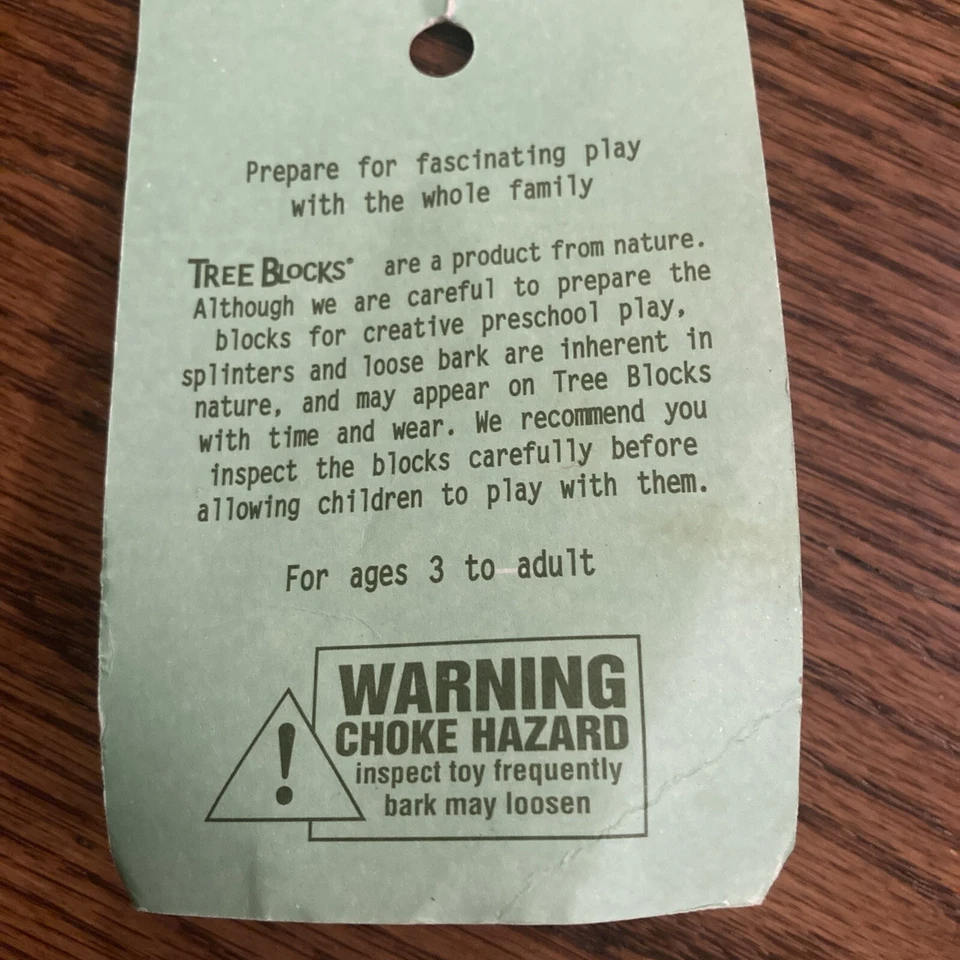 Prepare for fascinating play
with the whole family
TREE BLOCKS® are a product from nature.
Although we are careful to prepare the
blocks for creative preschool play,
splinters and loose bark are inherent in
nature, and may appear on Tree Blocks
with time and wear. We recommend you
inspect the blocks carefully before
allowing children to play with them.
For ages 3 to adult
!
WARNING
CHOKE HAZARD
inspect toy frequently
bark may loosen